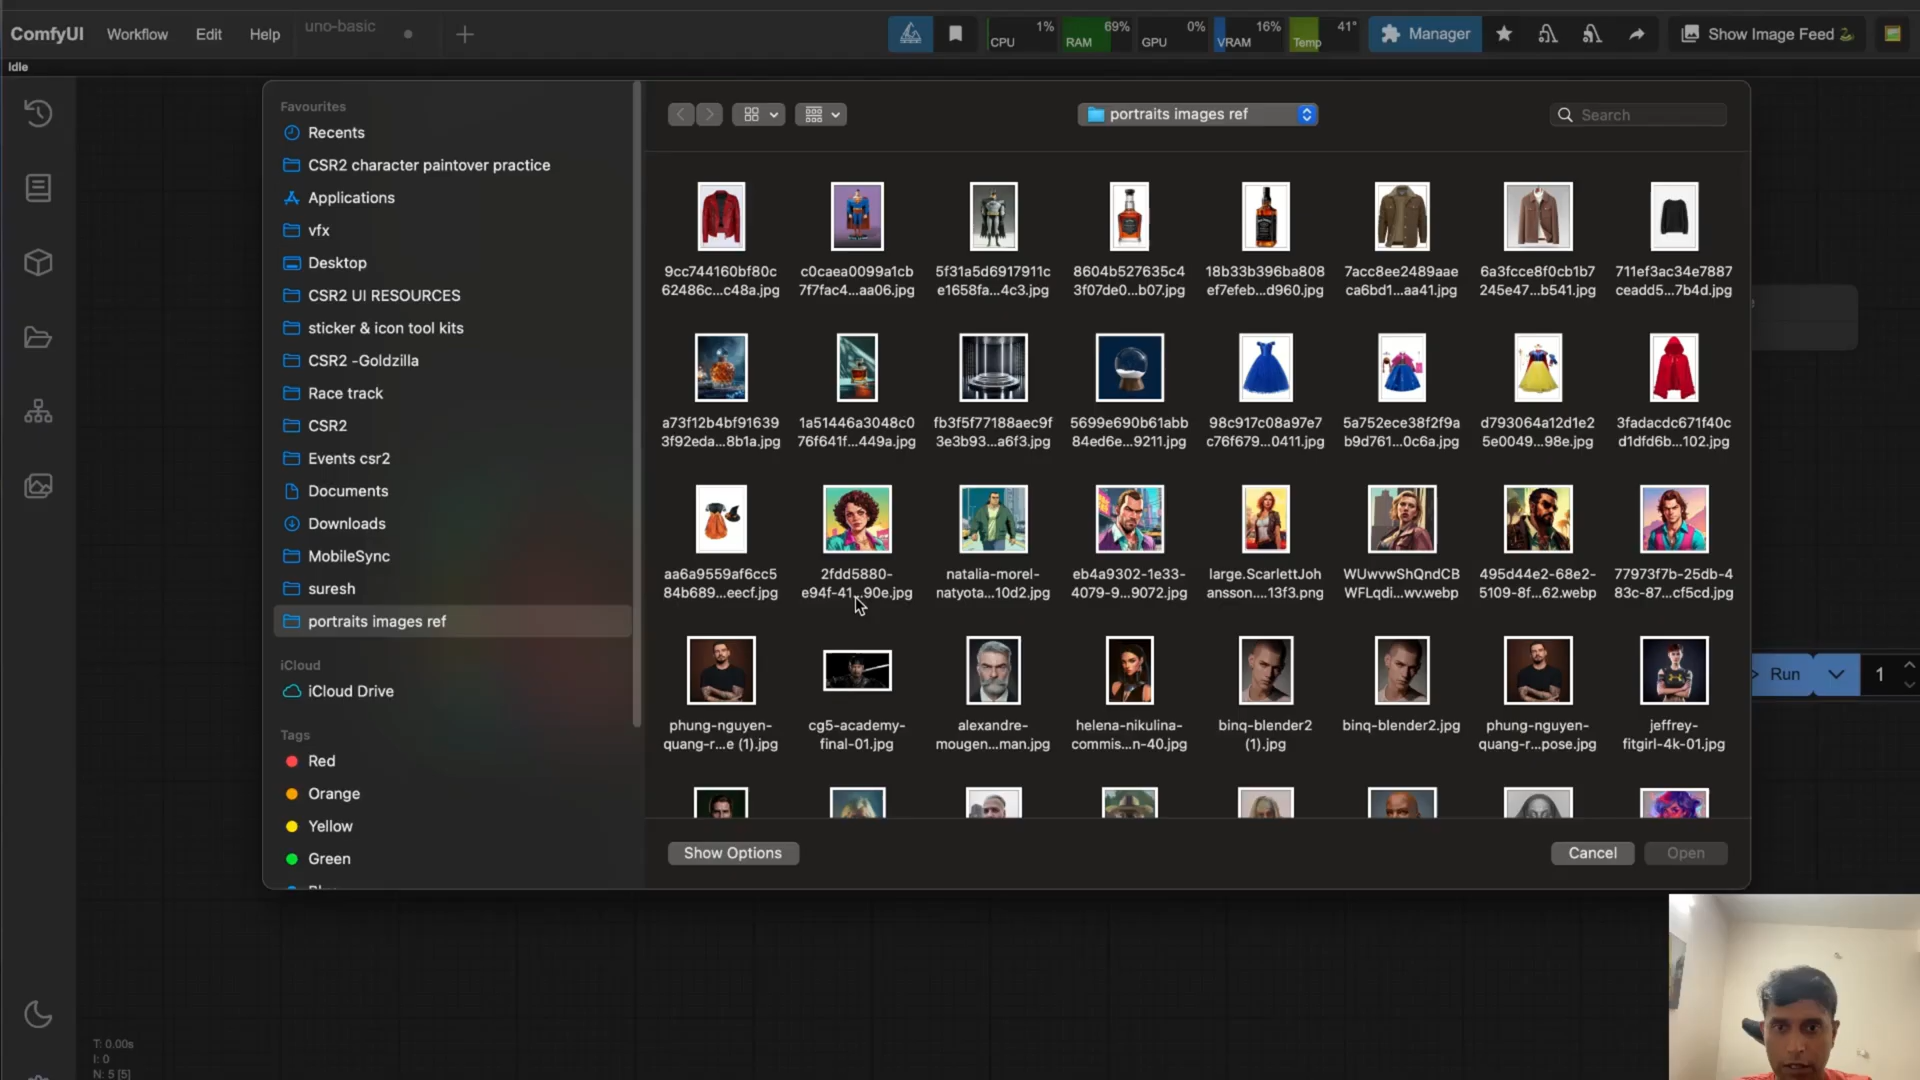 ComfyUI Workflow Edit Help uno-basic
CPU 1% RAM 69% GPU 0% VRAM 16% Temp 41° Manager Show Image Feed
Idle
Favourites
Recents
CSR2 character paintover practice
Applications
vfx
Desktop
CSR2 UI RESOURCES
sticker & icon tool kits
CSR2 -Goldzilla
Race track
CSR2
Events csr2
Documents
Downloads
MobileSync
suresh
portraits images ref
iCloud
iCloud Drive
Tags
Red
Orange
Yellow
Green
portraits images ref
Search
9cc744160bf80c
62486c...c48a.jpg
c0caea0099a1cb
7f7fac4...aa06.jpg
5f31a5d6917911c
e1658fa...4c3.jpg
8604b527635c4
3f07de0...b07.jpg
18b33b396ba808
ef7efeb...d960.jpg
7acc8ee2489aae
ca6bd1...aa41.jpg
6a3fcce8f0cb1b7
245e47...b541.jpg
711ef3ac34e7887
ceadd5...7b4d.jpg
a73f12b4bf91639
3f92eda...8b1a.jpg
1a51446a3048c0
76f641f...449a.jpg
fb3f5f77188aec9f
3e3b93...a6f3.jpg
5699e690b61abb
84ed6e...9211.jpg
98c917c08a97e7
c76f679...0411.jpg
5a752ece38f2f9a
b9d761...0c6a.jpg
d793064a12d1e2
5e0049...98e.jpg
3fadacdc671f40c
d1dfd6b...102.jpg
aa6a9559af6cc5
84b689...eecf.jpg
2fdd5880-
e94f-41...90e.jpg
natalia-morel-
natyota...10d2.jpg
eb4a9302-1e33-
4079-9...9072.jpg
large.ScarlettJoh
ansson....13f3.png
WUwvwShQndCB
WFLqdi...wv.webp
495d44e2-68e2-
5109-8f...62.webp
77973f7b-25db-4
83c-87...cf5cd.jpg
phung-nguyen-
quang-r...e (1).jpg
cg5-academy-
final-01.jpg
alexandre-
mougen...man.jpg
helena-nikulina-
commis...n-40.jpg
binq-blender2
(1).jpg
binq-blender2.jpg
phung-nguyen-
quang-r...pose.jpg
jeffrey-
fitgirl-4k-01.jpg
Show Options
Cancel
Open
Run
1
T: 0.00s
I: 0
N: 5 [5]